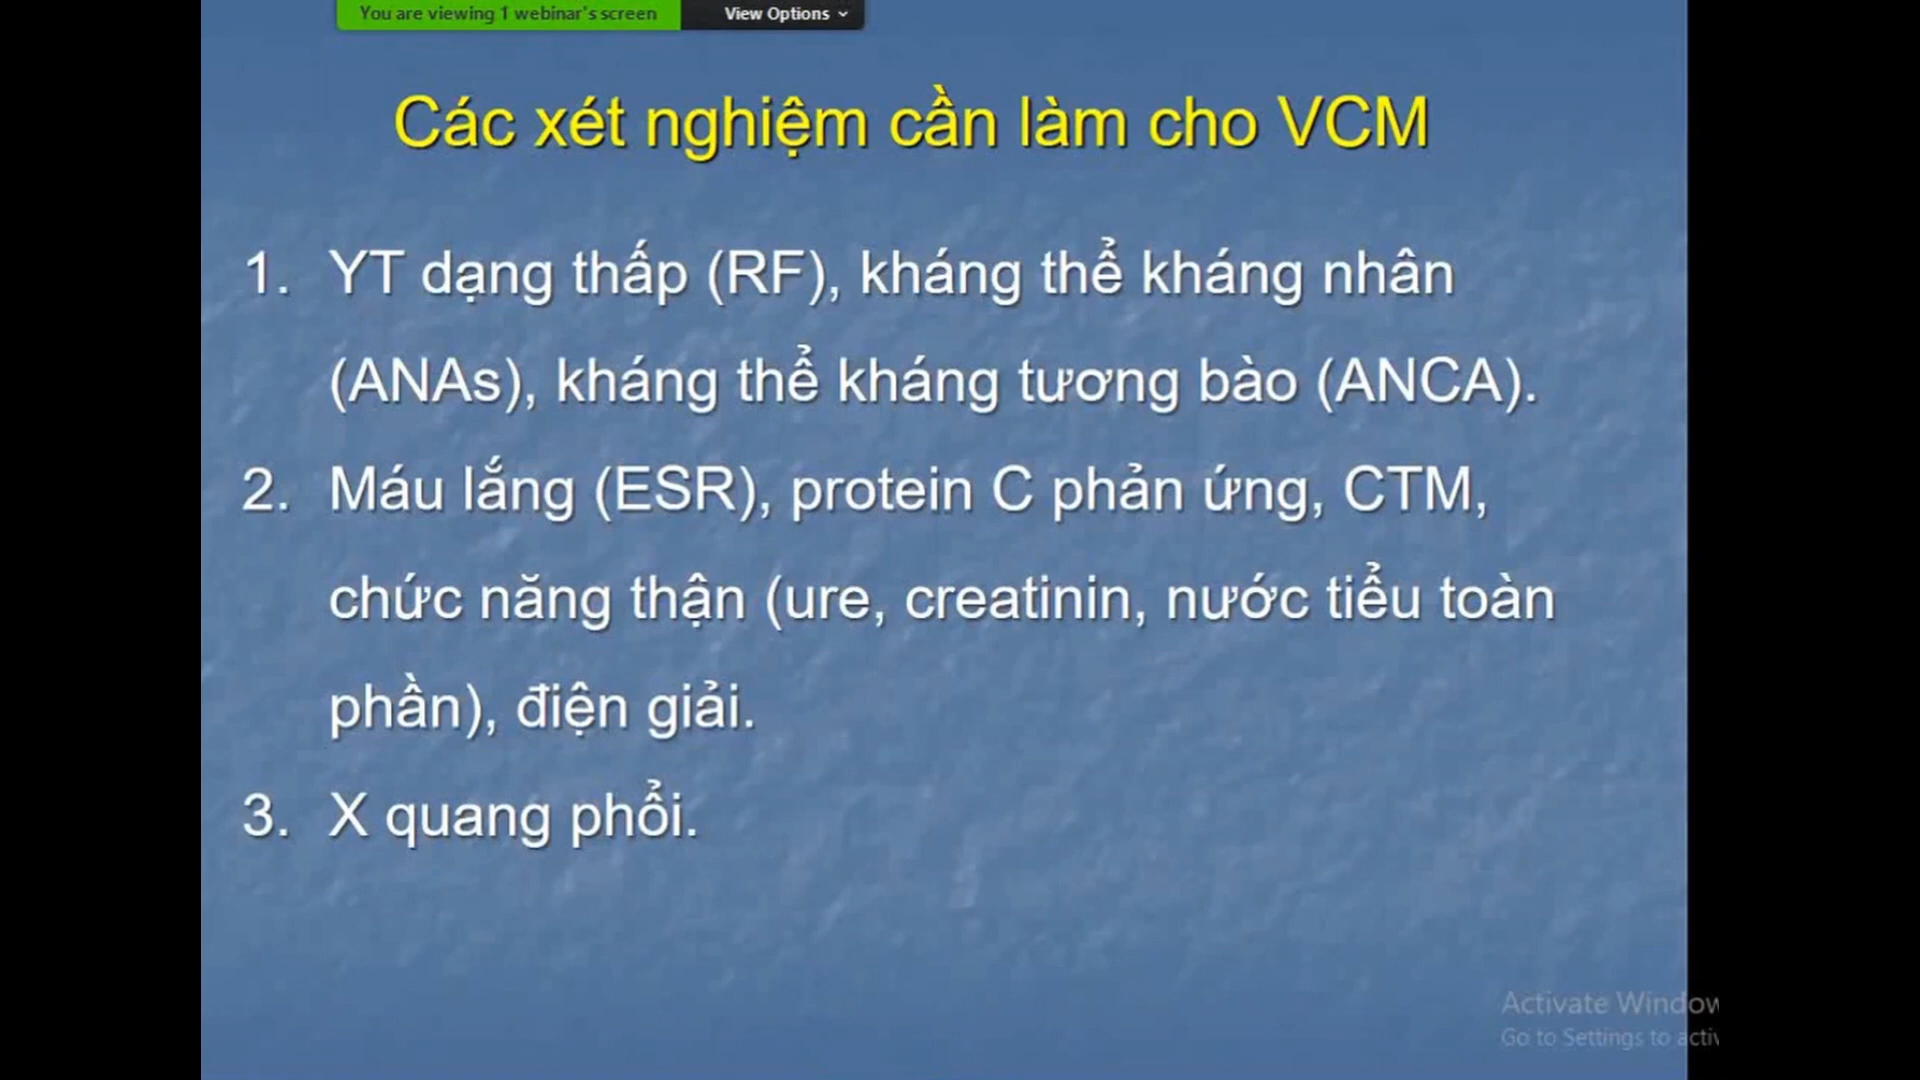 You are viewing 1 webinar's screen
View Options
Các xét nghiệm cần làm cho VCM
1. YT dạng thấp (RF), kháng thể kháng nhân
(ANAs), kháng thể kháng tương bào (ANCA).
2. Máu lắng (ESR), protein C phản ứng, CTM,
chức năng thận (ure, creatinin, nước tiểu toàn
phần), điện giải.
3. X quang phổi.
Activate Window
Go to Settings to activ